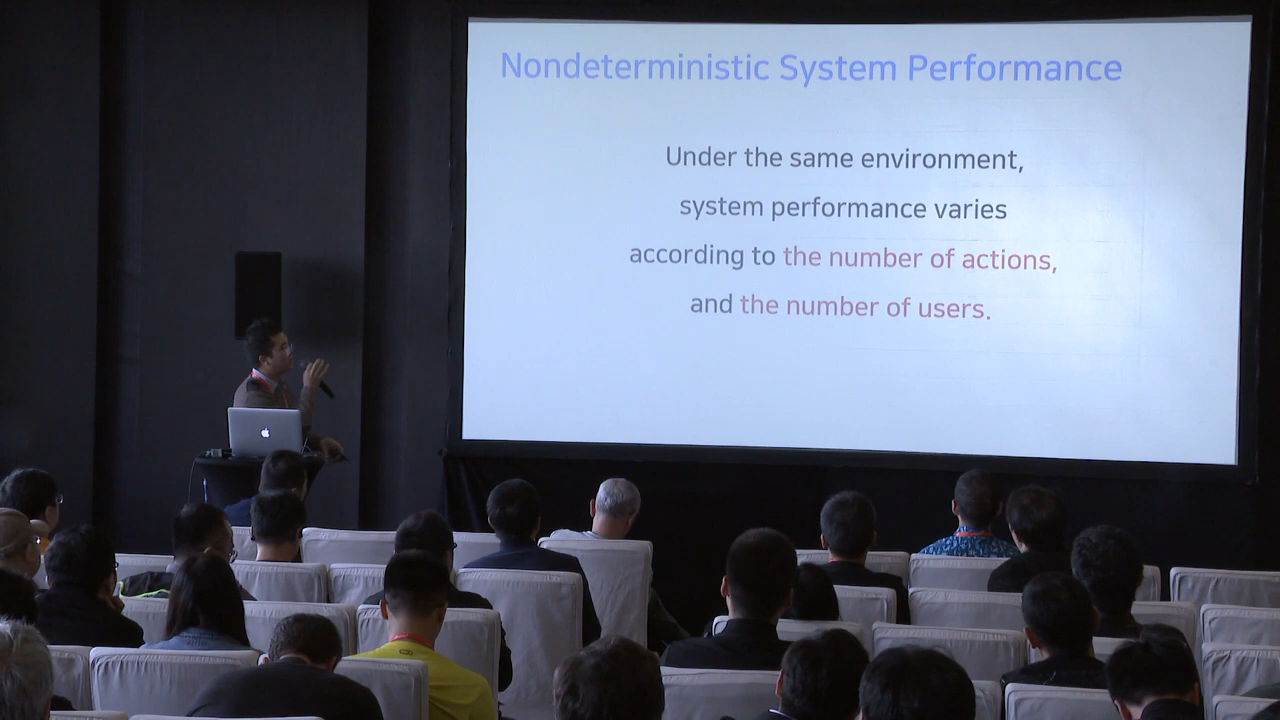 Nondeterministic System Performance
Under the same environment,
system performance varies
according to the number of actions,
and the number of users.